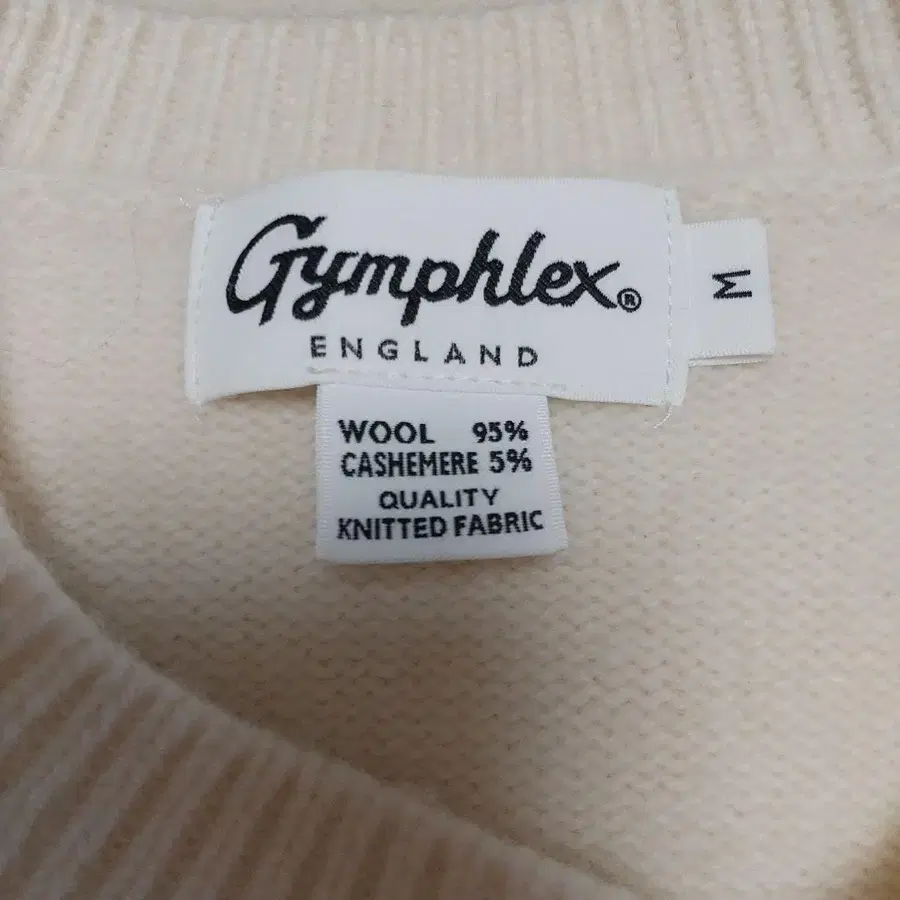 Gymphlex®
ENGLAND
M
WOOL 95%
CASHEMERE 5%
QUALITY
KNITTED FABRIC